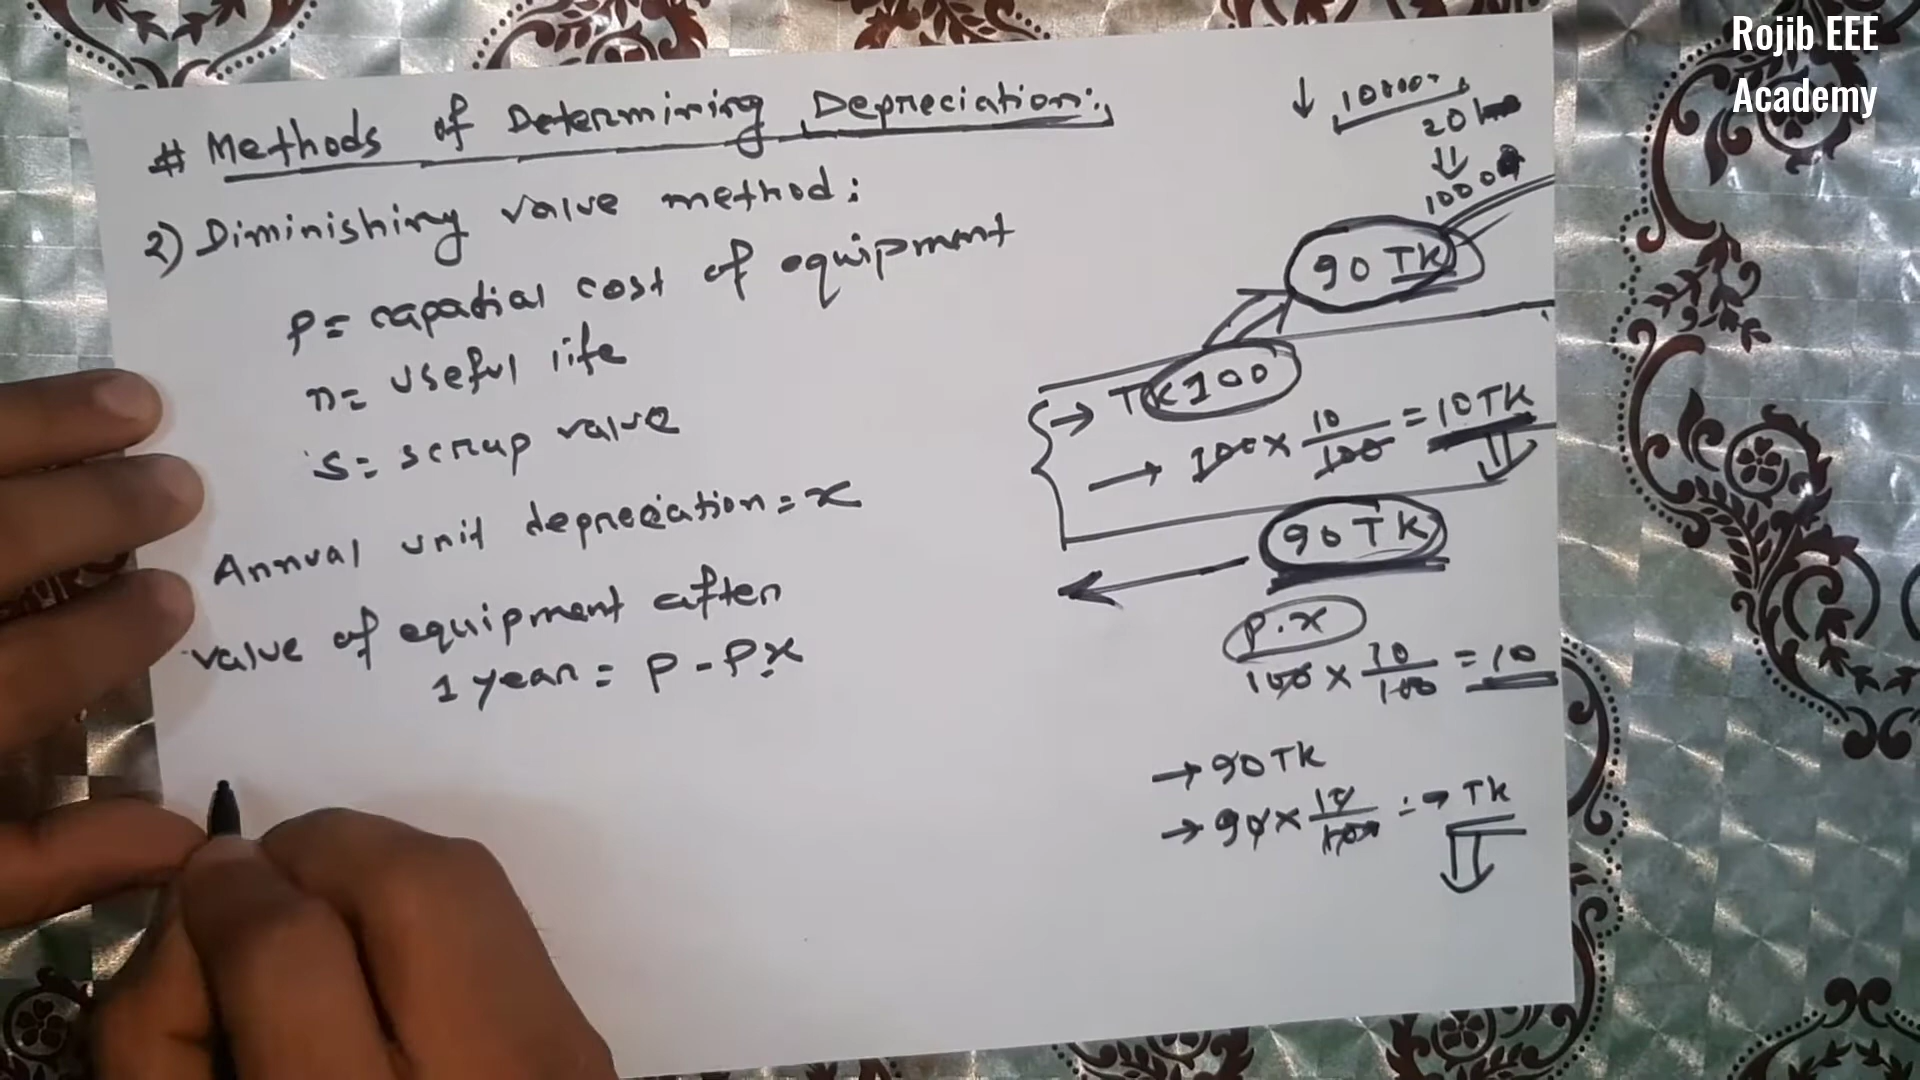 Rojib EEE
Academy
# Methods of Determining Depreciation:
2) Diminishing value method:
P= capatial cost of equipment
n= useful life
s= scrap value
Annual unit depreciation = x
value of equipment after
1 year = P - Px
↓ 10000
20
⇓
1000
90 TK
→ TK 100
→ 100 × 10/100 = 10 TK
90 TK
P.x
100 × 10/100 = 10
→ 90 TK
→ 90 × 10/100 = 9 TK